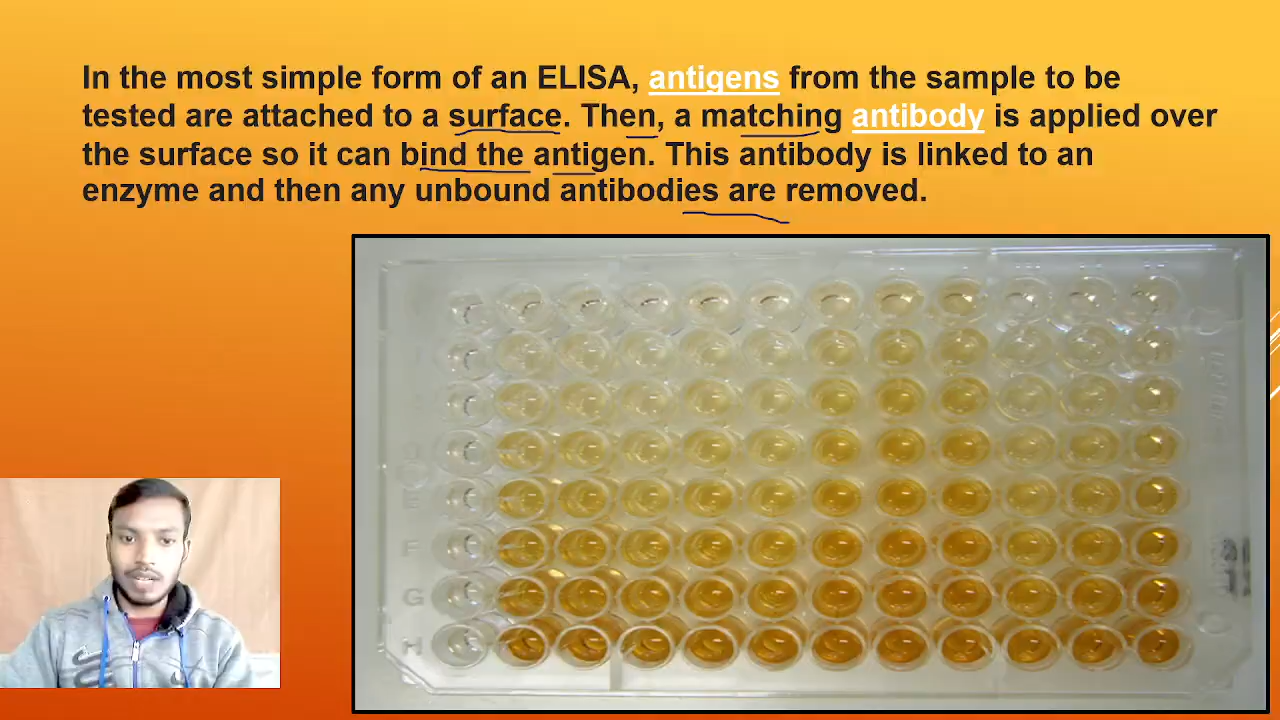 In the most simple form of an ELISA, antigens from the sample to be
tested are attached to a surface. Then, a matching antibody is applied over
the surface so it can bind the antigen. This antibody is linked to an
enzyme and then any unbound antibodies are removed.
D
E
F
G
H